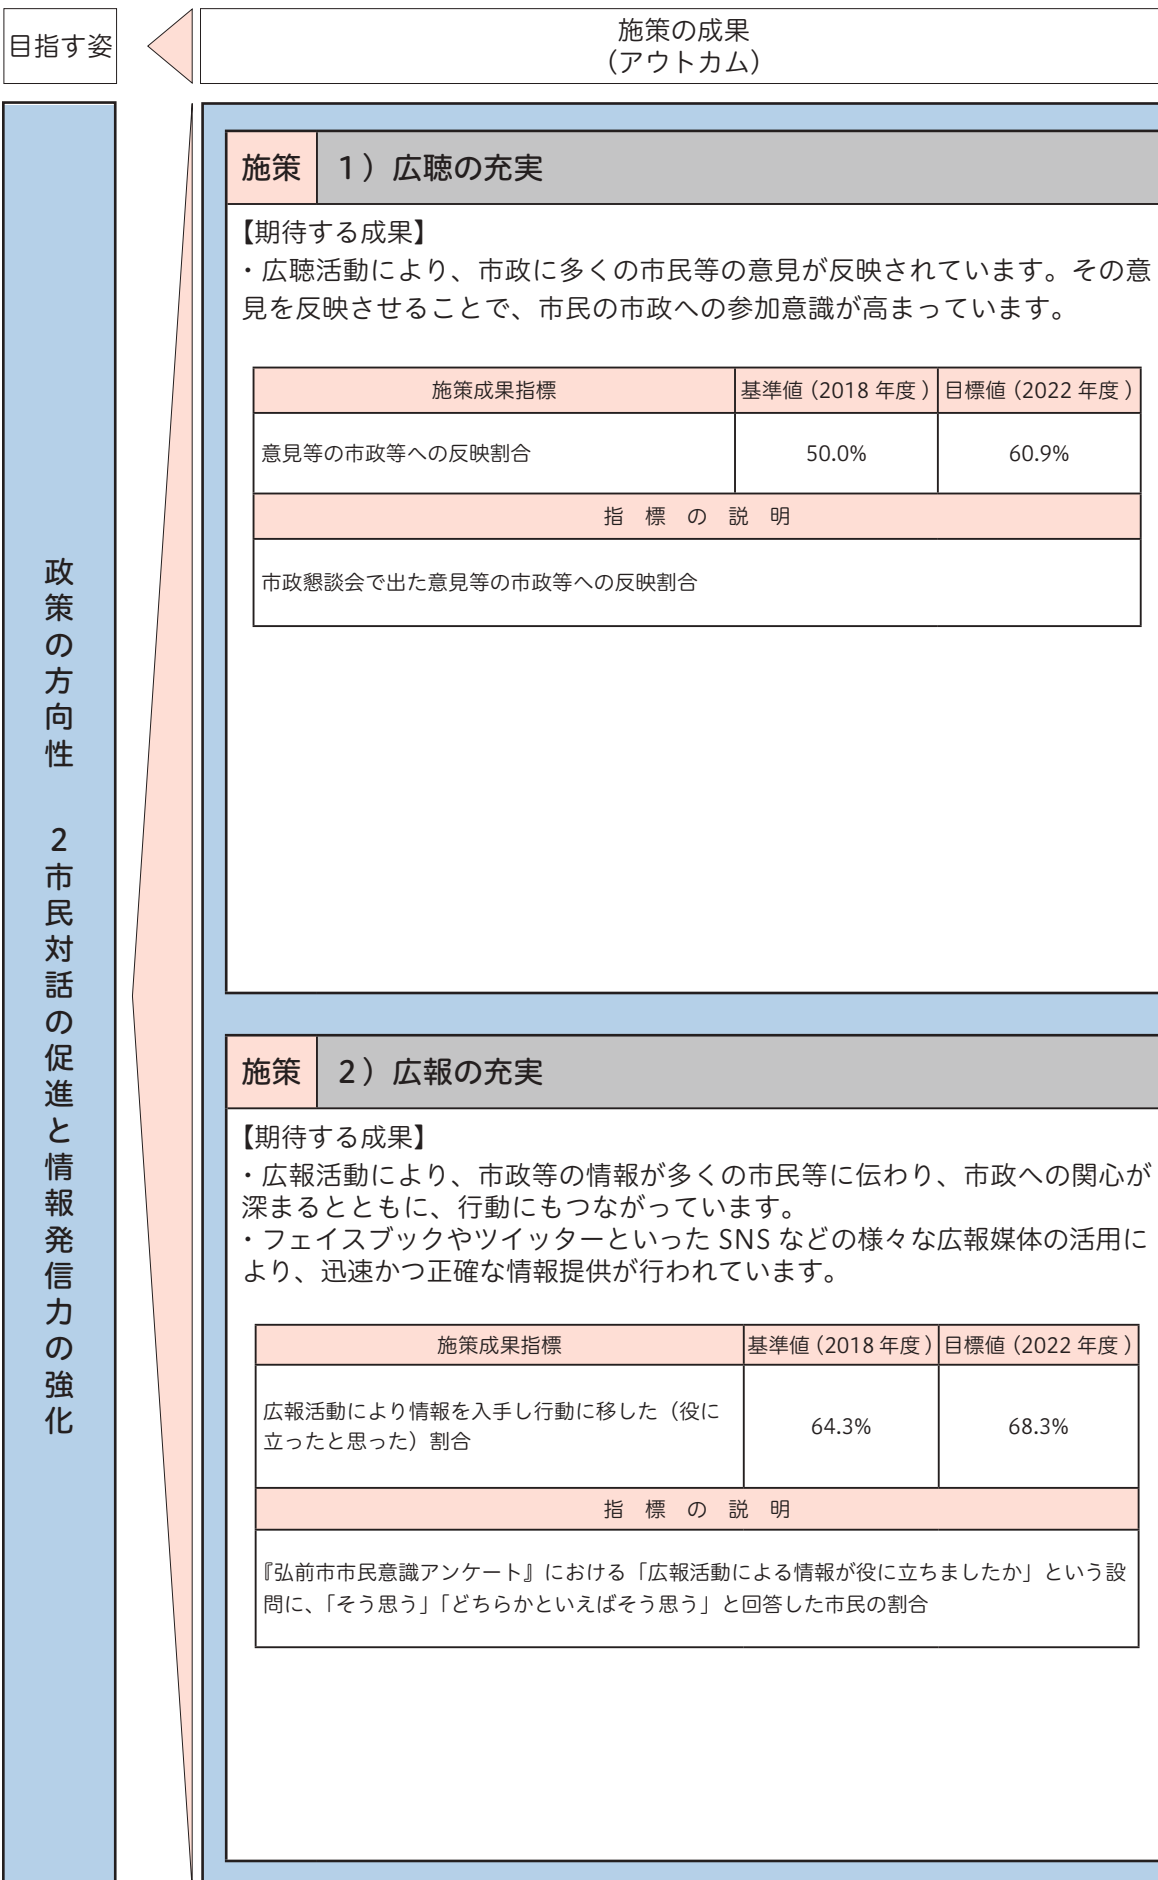 目指す姿
施策の成果
（アウトカム）
政策の方向性　２市民対話の促進と情報発信力の強化
施策
１）広聴の充実
【期待する成果】
・広聴活動により、市政に多くの市民等の意見が反映されています。その意
見を反映させることで、市民の市政への参加意識が高まっています。
施策成果指標
基準値（2018 年度）
目標値（2022 年度）
意見等の市政等への反映割合
50.0%
60.9%
指　標　の　説　明
市政懇談会で出た意見等の市政等への反映割合
施策
２）広報の充実
【期待する成果】
・広報活動により、市政等の情報が多くの市民等に伝わり、市政への関心が
深まるとともに、行動にもつながっています。
・フェイスブックやツイッターといった SNS などの様々な広報媒体の活用に
より、迅速かつ正確な情報提供が行われています。
施策成果指標
基準値（2018 年度）
目標値（2022 年度）
広報活動により情報を入手し行動に移した（役に
立ったと思った）割合
64.3%
68.3%
指　標　の　説　明
『弘前市市民意識アンケート』における「広報活動による情報が役に立ちましたか」という設
問に、「そう思う」「どちらかといえばそう思う」と回答した市民の割合